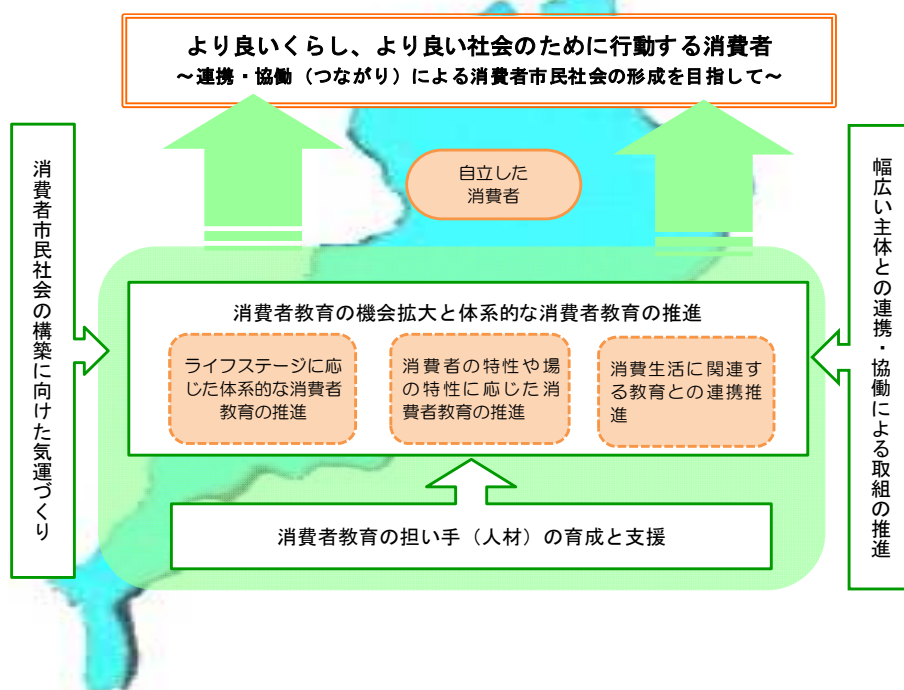 より良いくらし、より良い社会のために行動する消費者
～連携・協働（つながり）による消費者市民社会の形成を目指して～
自立した
消費者
消費者市民社会の構築に向けた気運づくり
幅広い主体との連携・協働による取組の推進
消費者教育の機会拡大と体系的な消費者教育の推進
ライフステージに応
じた体系的な消費者
教育の推進
消費者の特性や場
の特性に応じた消
費者教育の推進
消費生活に関連す
る教育との連携推
進
消費者教育の担い手（人材）の育成と支援